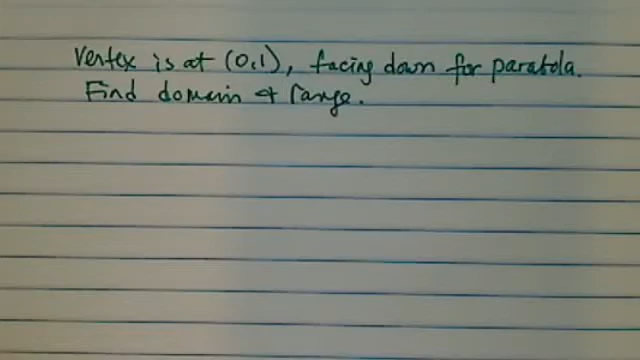 Vertex is at (0,1), facing down for parabola.
Find domain & range.